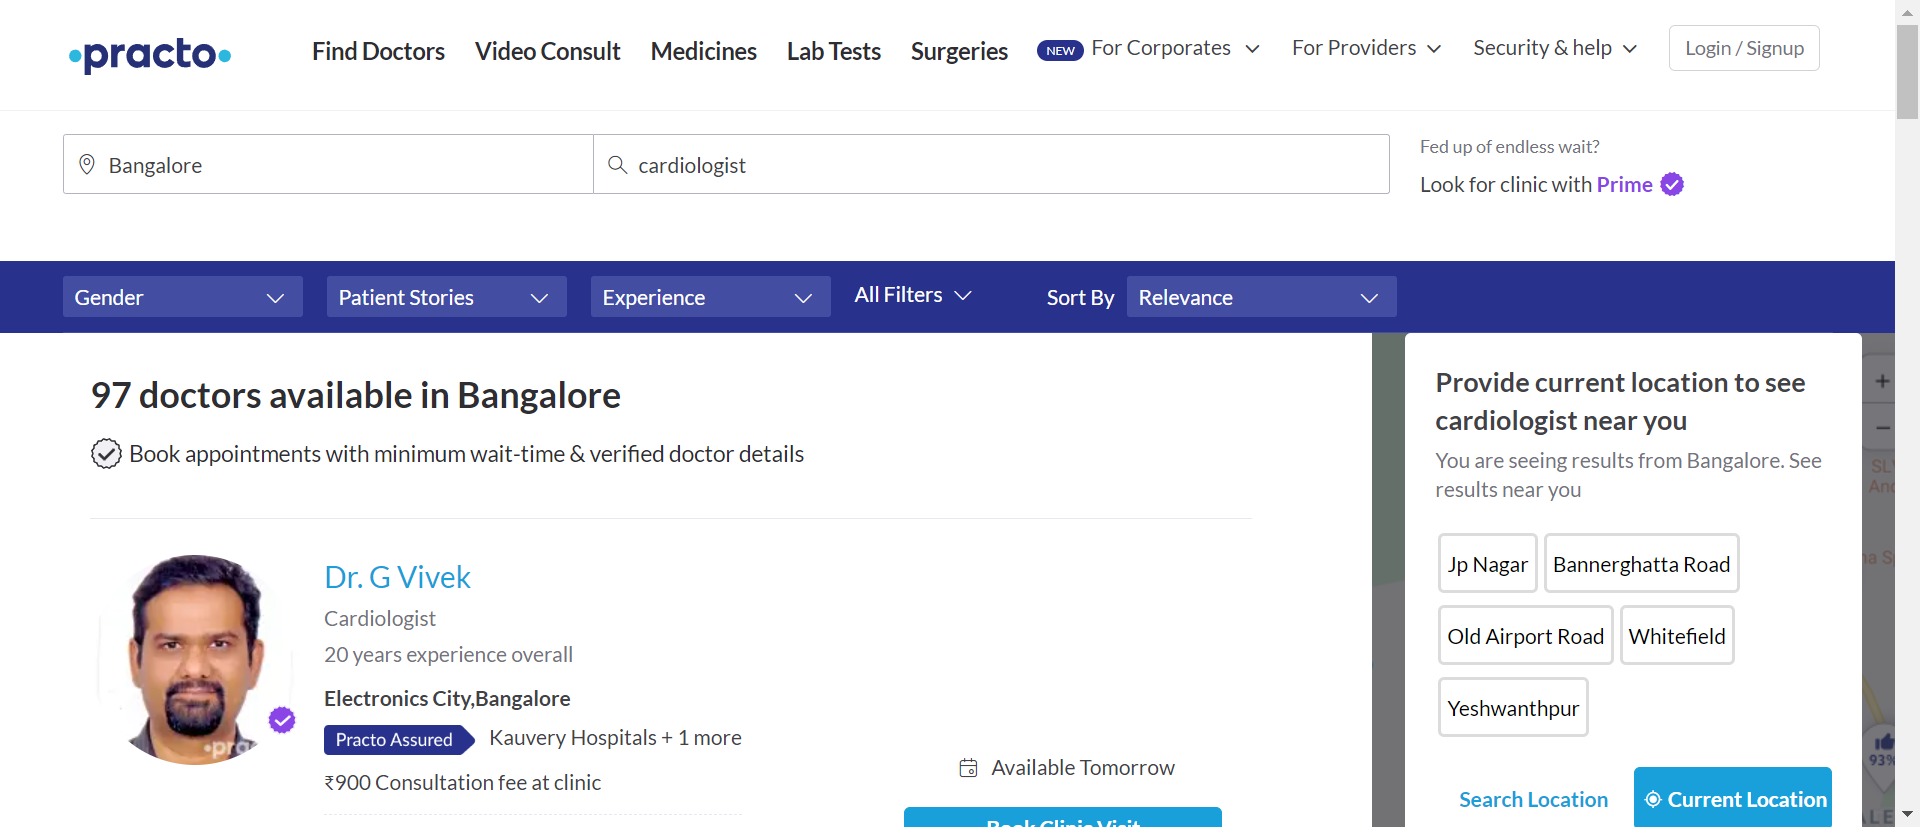 practo
Find Doctors
Video Consult
Medicines
Lab Tests
Surgeries
NEW
For Corporates
For Providers
Security & help
Login / Signup
Bangalore
cardiologist
Fed up of endless wait?
Look for clinic with Prime
Gender
Patient Stories
Experience
All Filters
Sort By
Relevance
97 doctors available in Bangalore
Book appointments with minimum wait-time & verified doctor details
Dr. G Vivek
Cardiologist
20 years experience overall
Electronics City,Bangalore
Practo Assured
Kauvery Hospitals + 1 more
₹900 Consultation fee at clinic
Available Tomorrow
Book Clinic Visit
Provide current location to see
cardiologist near you
You are seeing results from Bangalore. See
results near you
Jp Nagar
Bannerghatta Road
Old Airport Road
Whitefield
Yeshwanthpur
Search Location
Current Location
93%